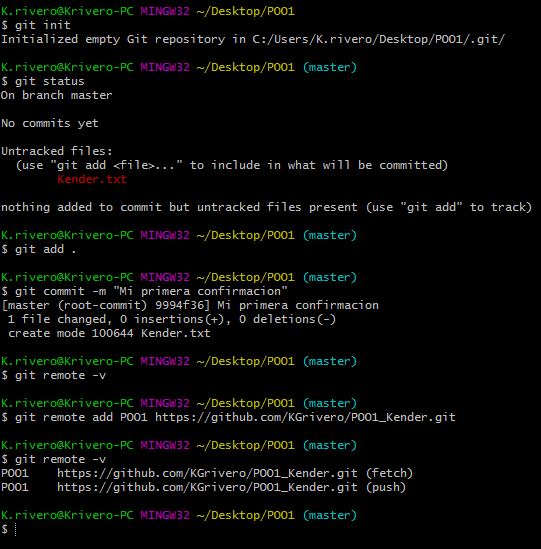 K.rivero@Krivero-PC MINGW32 ~/Desktop/POO1
$ git init
Initialized empty Git repository in C:/Users/K.rivero/Desktop/POO1/.git/
K.rivero@Krivero-PC MINGW32 ~/Desktop/POO1 (master)
$ git status
On branch master
No commits yet
Untracked files:
(use "git add <file>..." to include in what will be committed)
Kender.txt
nothing added to commit but untracked files present (use "git add" to track)
K.rivero@Krivero-PC MINGW32 ~/Desktop/POO1 (master)
$ git add .
K.rivero@Krivero-PC MINGW32 ~/Desktop/POO1 (master)
$ git commit -m "Mi primera confirmacion"
[master (root-commit) 9994f36] Mi primera confirmacion
1 file changed, 0 insertions(+), 0 deletions(-)
create mode 100644 Kender.txt
K.rivero@Krivero-PC MINGW32 ~/Desktop/POO1 (master)
$ git remote -v
K.rivero@Krivero-PC MINGW32 ~/Desktop/POO1 (master)
$ git remote add POO1 https://github.com/KGrivero/POO1_Kender.git
K.rivero@Krivero-PC MINGW32 ~/Desktop/POO1 (master)
$ git remote -v
POO1 https://github.com/KGrivero/POO1_Kender.git (fetch)
POO1 https://github.com/KGrivero/POO1_Kender.git (push)
K.rivero@Krivero-PC MINGW32 ~/Desktop/POO1 (master)
$